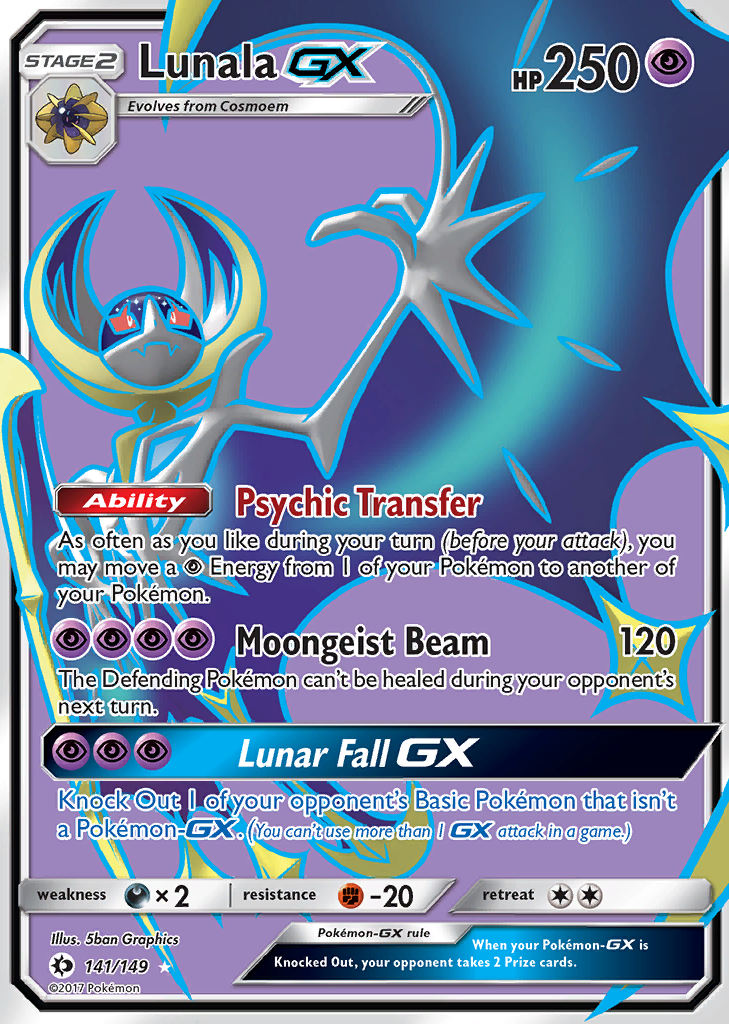 STAGE2 Lunala GX HP250
Evolves from Cosmoem
Ability Psychic Transfer
As often as you like during your turn (before your attack), you
may move a Energy from 1 of your Pokémon to another of
your Pokémon.
Moongeist Beam 120
The Defending Pokémon can't be healed during your opponent's
next turn.
Lunar Fall GX
Knock Out 1 of your opponent's Basic Pokémon that isn't
a Pokémon-GX. (You can't use more than 1 GX attack in a game.)
weakness ×2 resistance -20 retreat
Illus. 5ban Graphics
141/149
©2017 Pokémon
Pokémon-GX rule
When your Pokémon-GX is
Knocked Out, your opponent takes 2 Prize cards.